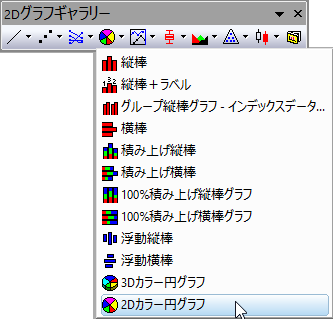 2Dグラフギャラリー
縦棒
縦棒＋ラベル
グループ縦棒グラフ - インデックスデータ...
横棒
積み上げ縦棒
積み上げ横棒
100%積み上げ縦棒グラフ
100%積み上げ横棒グラフ
浮動縦棒
浮動横棒
3Dカラー円グラフ
2Dカラー円グラフ